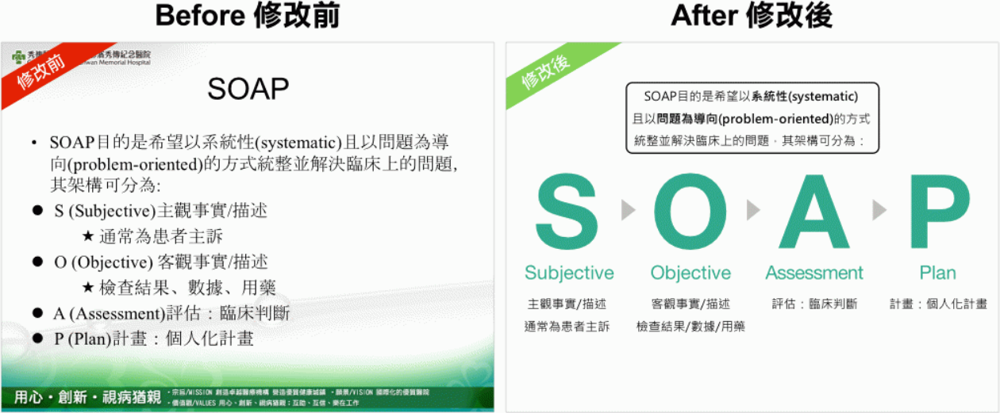 Before 修改前
After 修改後
修改前
秀傳紀念醫院
Memorial Hospital
SOAP
• SOAP目的是希望以系統性(systematic)且以問題為導
向(problem-oriented)的方式統整並解決臨床上的問題,
其架構可分為:
● S (Subjective)主觀事實/描述
★ 通常為患者主訴
● O (Objective) 客觀事實/描述
★ 檢查結果、數據、用藥
● A (Assessment)評估：臨床判斷
● P (Plan)計畫：個人化計畫
用心・創新・視病猶親
・宗旨/MISSION 創造卓越醫療機構 營造優質健康城鎮 ・願景/VISION 國際化的優質醫院
・價值觀/VALUES 用心、創新、視病猶親；互助、互信、樂在工作
修改後
SOAP目的是希望以系統性(systematic)
且以問題為導向(problem-oriented)的方式
統整並解決臨床上的問題，其架構可分為：
S O A P
Subjective Objective Assessment Plan
主觀事實/描述 客觀事實/描述 評估：臨床判斷 計畫：個人化計畫
通常為患者主訴 檢查結果/數據/用藥